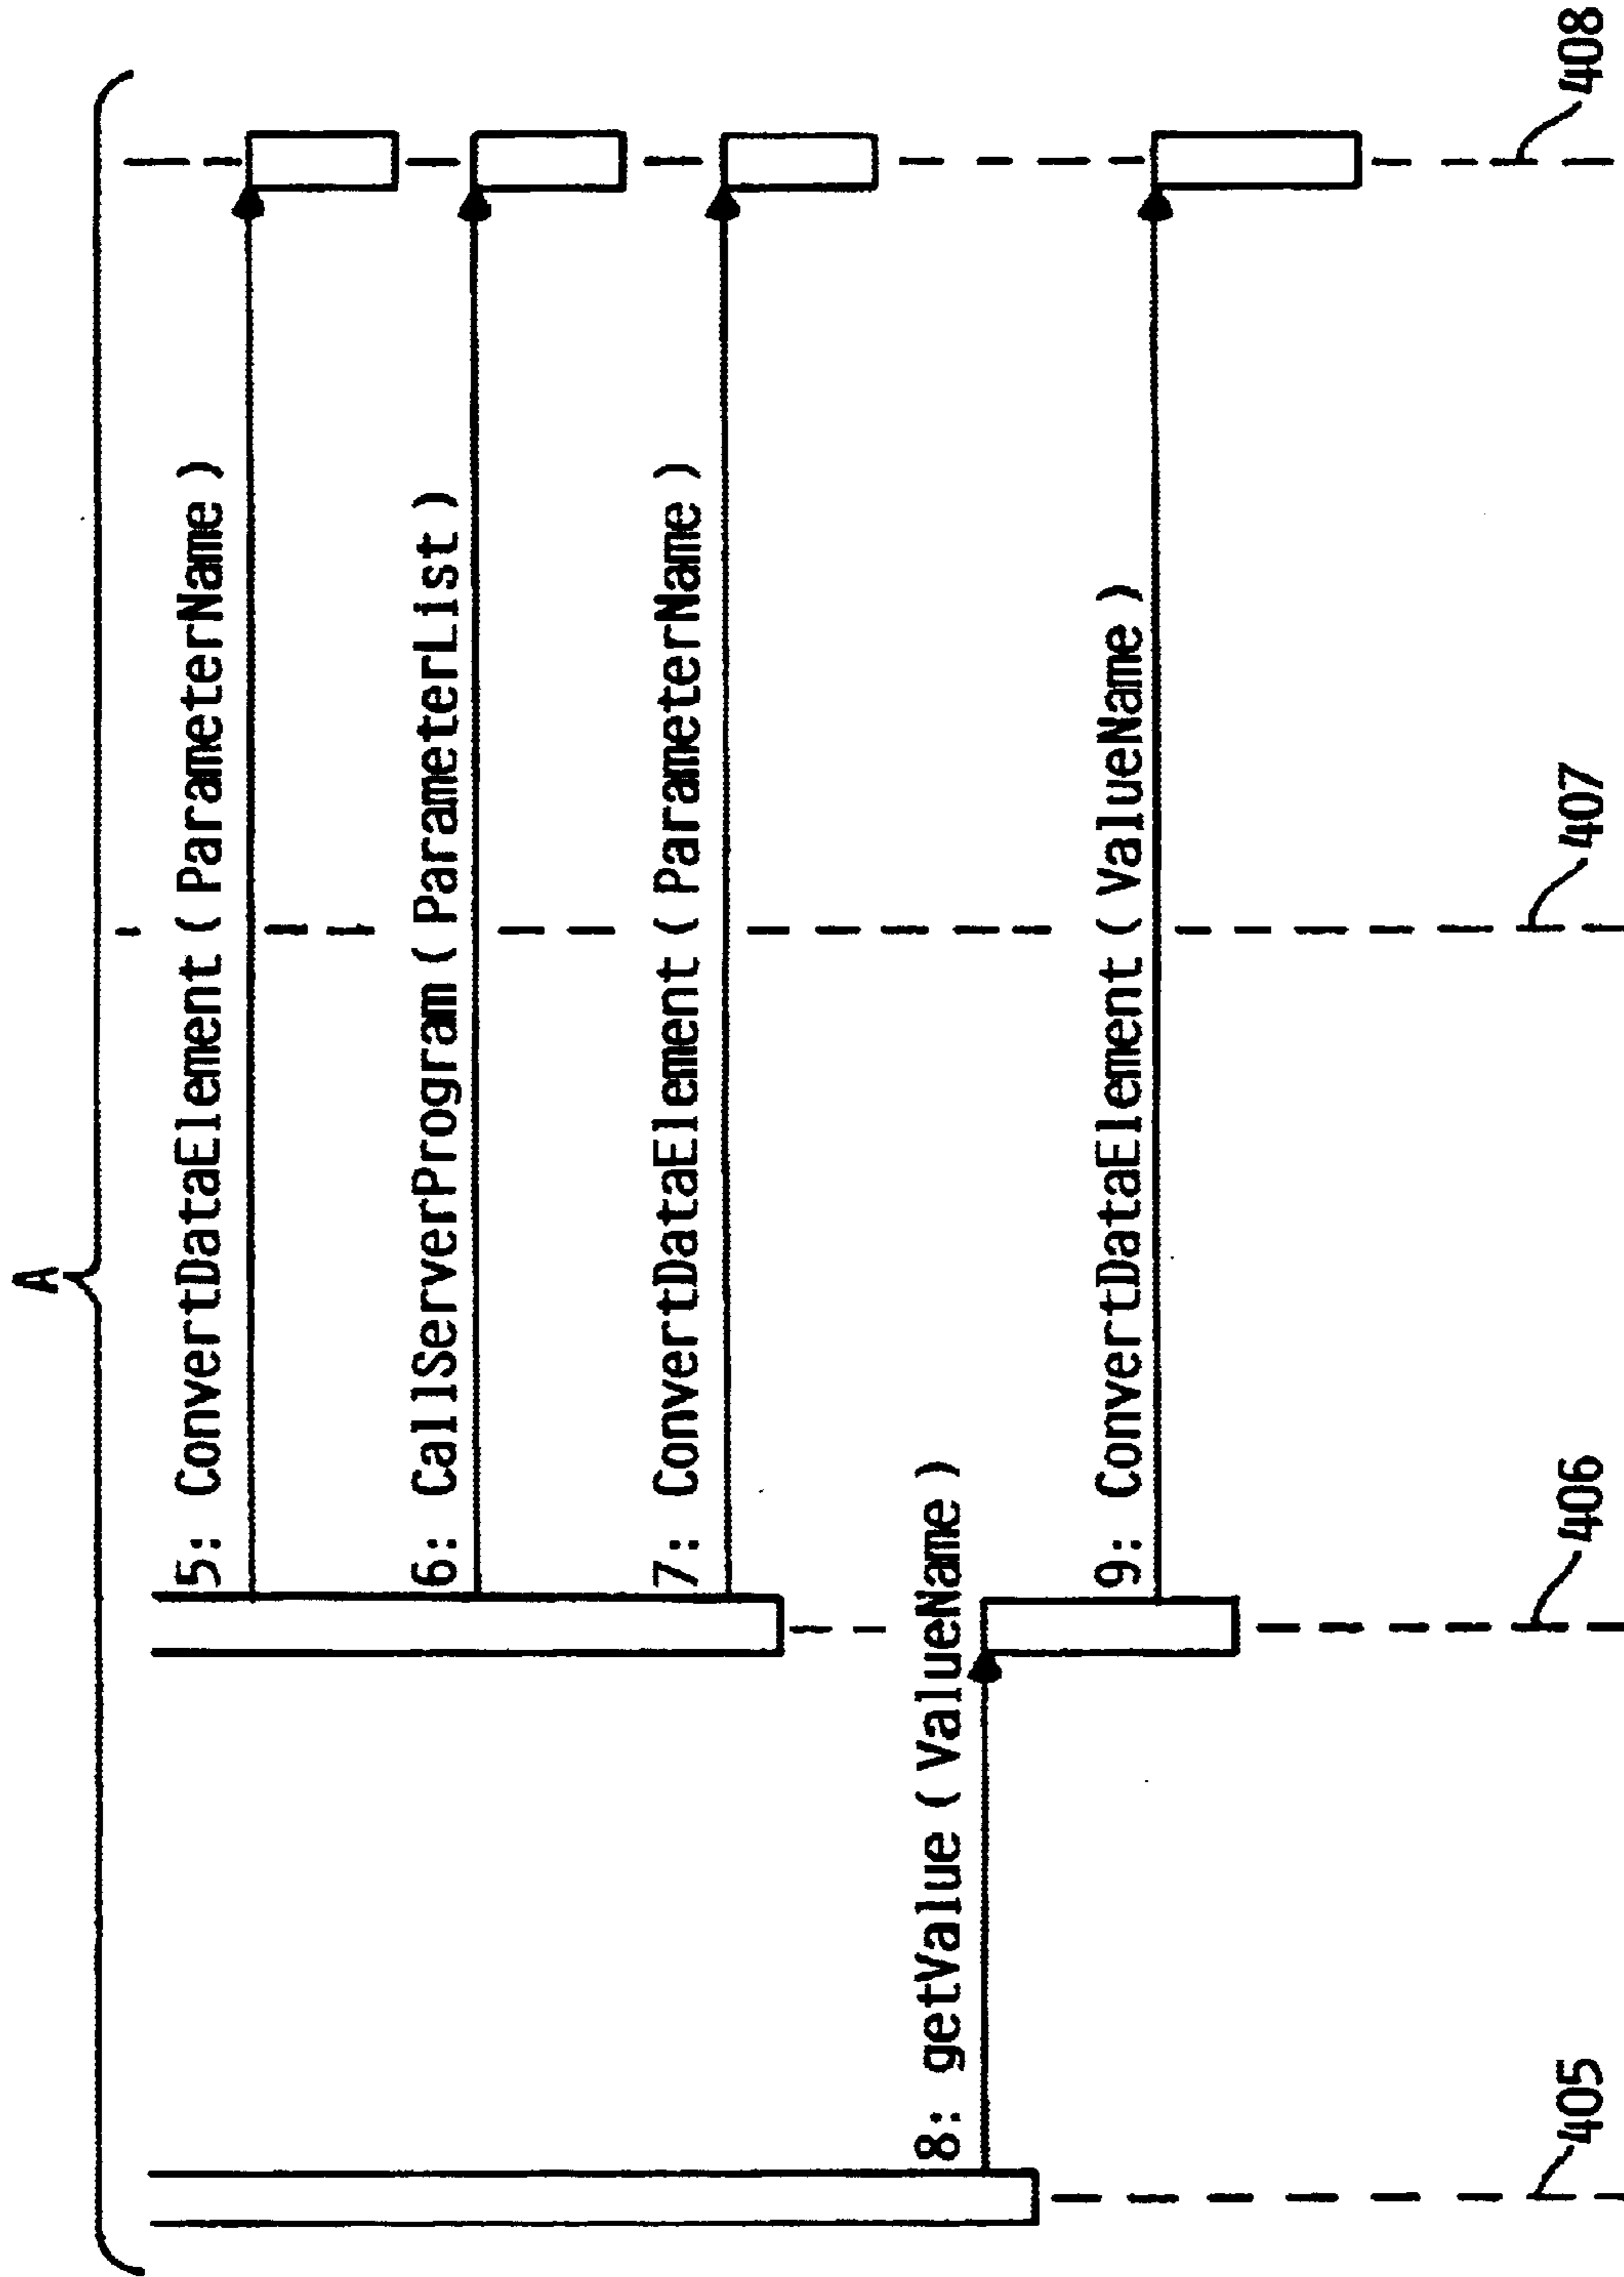 A
5: ConvertDataElement ( ParameterName )
6: CallServerProgram ( ParameterList )
7: ConvertDataElement ( ParameterName )
8: getValue ( ValueName )
9: ConvertDataElement ( ValueName )
405
406
407
408